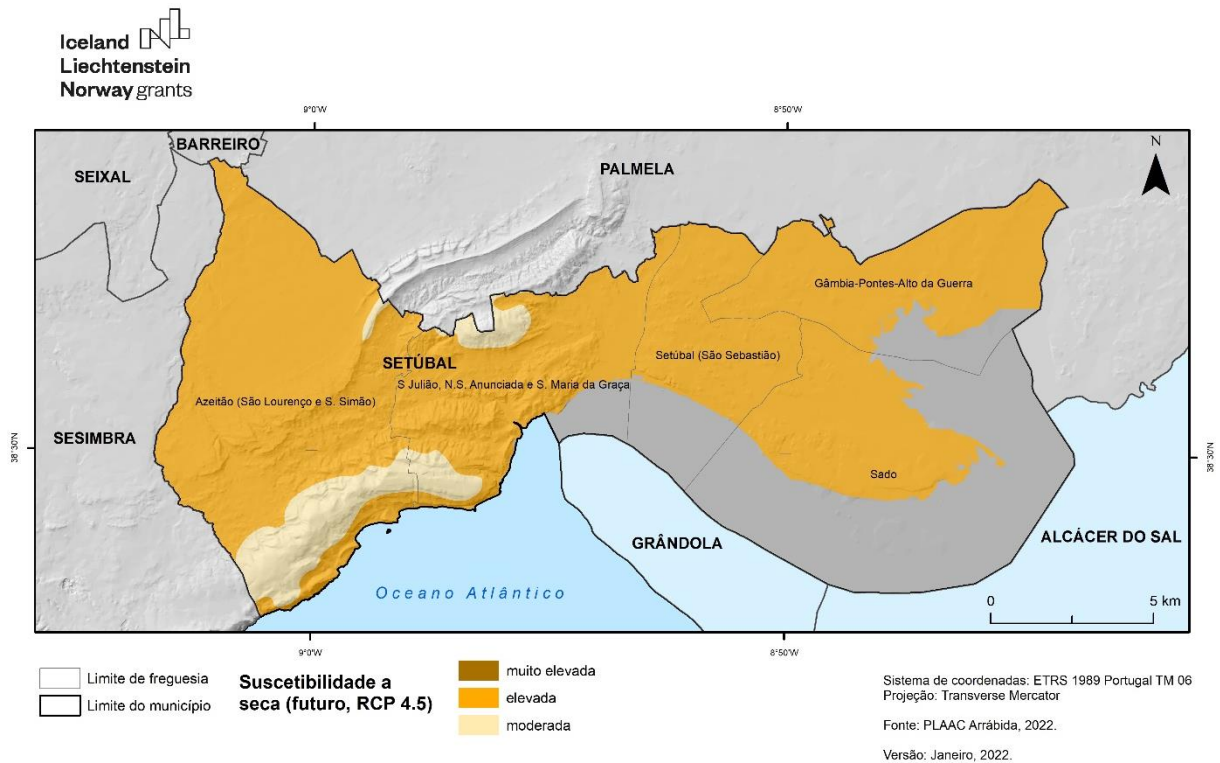 Iceland
Liechtenstein
Norway grants
9°0'W
8°50'W
BARREIRO
N
SEIXAL
PALMELA
Gâmbia-Pontes-Alto da Guerra
SETÚBAL
Setúbal (São Sebastião)
S Julião, N.S. Anunciada e S. Maria da Graça
Azeitão (São Lourenço e S. Simão)
SESIMBRA
38°30'N
38°30'N
Sado
GRÂNDOLA
ALCÁCER DO SAL
Oceano Atlântico
0
5 km
9°0'W
8°50'W
Limite de freguesia
Limite do município
Suscetibilidade a
seca (futuro, RCP 4.5)
muito elevada
elevada
moderada
Sistema de coordenadas: ETRS 1989 Portugal TM 06
Projeção: Transverse Mercator
Fonte: PLAAC Arrábida, 2022.
Versão: Janeiro, 2022.